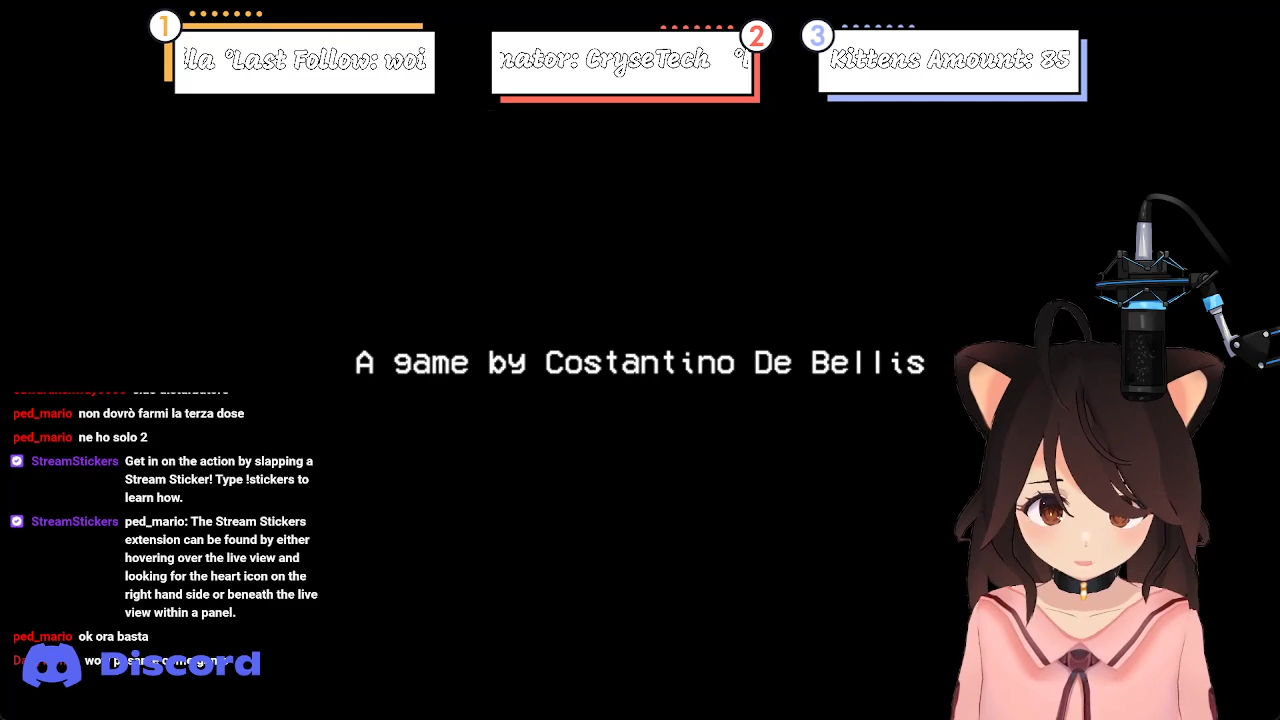 1
lla °Last Follow: woi
2
nator: CryseTech
3
Kittens Amount: 85
A game by Costantino De Bellis
ped_mario non dovrò farmi la terza dose
ped_mario ne ho solo 2
StreamStickers Get in on the action by slapping a
Stream Sticker! Type !stickers to
learn how.
StreamStickers ped_mario: The Stream Stickers
extension can be found by either
hovering over the live view and
looking for the heart icon on the
right hand side or beneath the live
view within a panel.
ped_mario ok ora basta
Discord